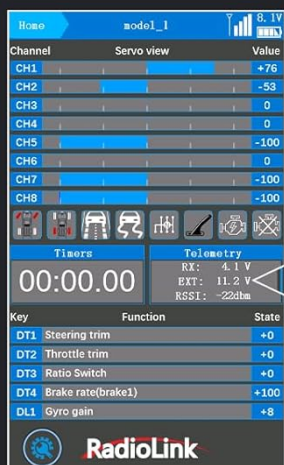 Home model_1 8.1V
Channel Servo view Value
CH1 +76
CH2 -53
CH3 0
CH4 0
CH5 -100
CH6 0
CH7 -100
CH8 -100
Timers Telemetry
00:00.00
RX: 4.1 V
EXT: 11.2 V
RSSI: -22dbm
Key Function State
DT1 Steering trim +0
DT2 Throttle trim +0
DT3 Ratio Switch +0
DT4 Brake rate(brake1) +100
DL1 Gyro gain +8
RadioLink